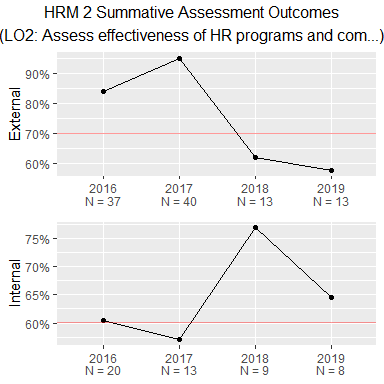 HRM 2 Summative Assessment Outcomes
(LO2: Assess effectiveness of HR programs and com...)
External
90%
80%
70%
60%
2016 2017 2018 2019
N = 37 N = 40 N = 13 N = 13
Internal
75%
70%
65%
60%
2016 2017 2018 2019
N = 20 N = 13 N = 9 N = 8